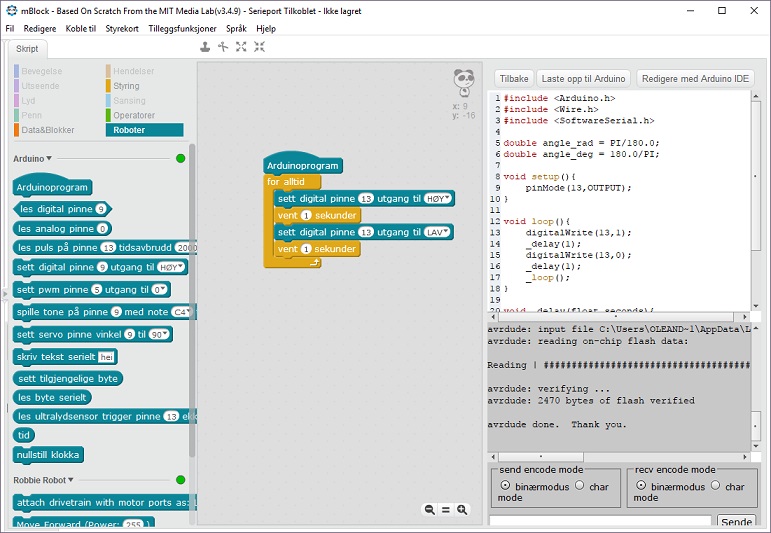 mBlock - Based On Scratch From the MIT Media Lab(v3.4.9) - Serieport Tilkoblet - Ikke lagret
Fil Redigere Koble til Styrekort Tilleggsfunksjoner Språk Hjelp
Skript
Bevegelse Hendelser
Utseende Styring
Lyd Sansing
Penn Operatorer
Data&Blokker Roboter
Arduino
Arduinoprogram
les digital pinne 9
les analog pinne 0
les puls på pinne 13 tidsavbrudd 2000
sett digital pinne 9 utgang til HØY
sett pwm pinne 5 utgang til 0
spille tone på pinne 9 med note C4
sett servo pinne vinkel 9 til 90
skriv tekst serielt hei
sett tilgjengelige byte
les byte serielt
les ultralydsensor trigger pinne 13
tid
nullstill klokka
Robbie Robot
attach drivetrain with motor ports as:
Move Forward (Power: 255 )
x: 9
y: -16
Arduinoprogram
for alltid
sett digital pinne 13 utgang til HØY
vent 1 sekunder
sett digital pinne 13 utgang til LAV
vent 1 sekunder
Tilbake Laste opp til Arduino Redigere med Arduino IDE
1 #include <Arduino.h>
2 #include <Wire.h>
3 #include <SoftwareSerial.h>
4
5 double angle_rad = PI/180.0;
6 double angle_deg = 180.0/PI;
7
8 void setup(){
9 pinMode(13,OUTPUT);
10 }
11
12 void loop(){
13 digitalWrite(13,1);
14 _delay(1);
15 digitalWrite(13,0);
16 _delay(1);
17 _loop();
18 }
19
20 void _delay(float seconds){
avrdude: input file C:\Users\OLEAND~1\AppData\L
avrdude: reading on-chip flash data:
Reading | ####################################
avrdude: verifying ...
avrdude: 2470 bytes of flash verified
avrdude done. Thank you.
send encode mode
binærmodus char
mode
recv encode mode
binærmodus char
mode
Sende